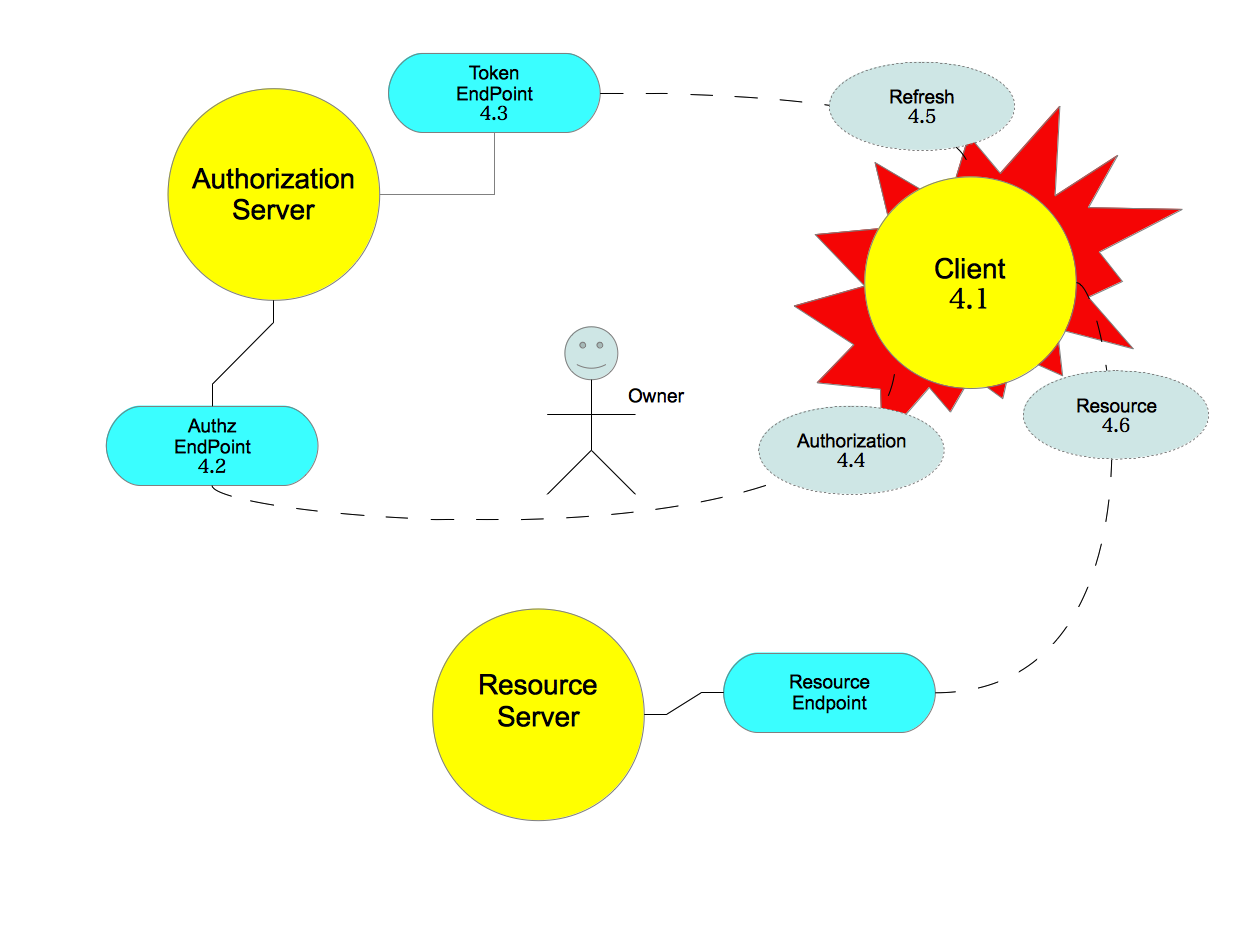 Token
EndPoint
4.3
Refresh
4.5
Authorization
Server
Client
4.1
Owner
Authz
EndPoint
4.2
Authorization
4.4
Resource
4.6
Resource
Server
Resource
Endpoint